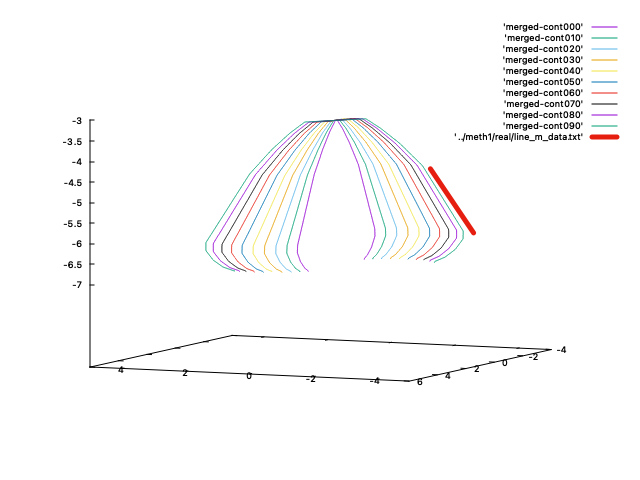 'merged-cont000'
'merged-cont010'
'merged-cont020'
'merged-cont030'
'merged-cont040'
'merged-cont050'
'merged-cont060'
'merged-cont070'
'merged-cont080'
'merged-cont090'
'../meth1/real/line_m_data.txt'
-3
-3.5
-4
-4.5
-5
-5.5
-6
-6.5
-7
4
2
0
-2
-4
6
4
2
0
-2
-4